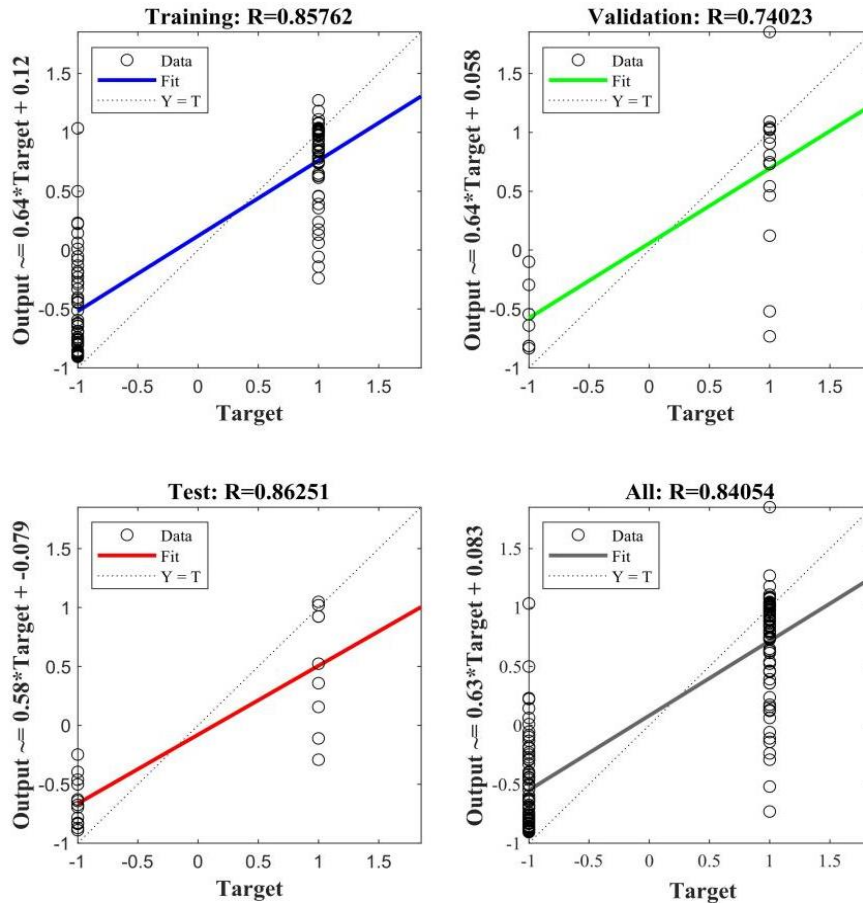 Training: R=0.85762
Output ~= 0.64*Target + 0.12
Data
Fit
Y = T
1.5
1
0.5
0
-0.5
-1
-1 -0.5 0 0.5 1 1.5
Target
Validation: R=0.74023
Output ~= 0.64*Target + 0.058
Data
Fit
Y = T
1.5
1
0.5
0
-0.5
-1
-1 -0.5 0 0.5 1 1.5
Target
Test: R=0.86251
Output ~= 0.58*Target + -0.079
Data
Fit
Y = T
1.5
1
0.5
0
-0.5
-1
-1 -0.5 0 0.5 1 1.5
Target
All: R=0.84054
Output ~= 0.63*Target + 0.083
Data
Fit
Y = T
1.5
1
0.5
0
-0.5
-1
-1 -0.5 0 0.5 1 1.5
Target